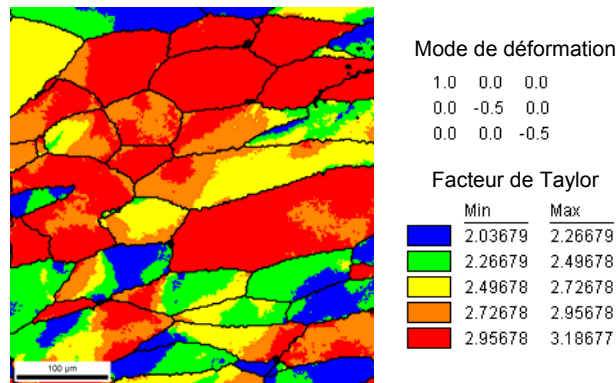 Mode de déformation
1.0 0.0 0.0
0.0 -0.5 0.0
0.0 0.0 -0.5
Facteur de Taylor
Min Max
2.03679 2.26679
2.26679 2.49678
2.49678 2.72678
2.72678 2.95678
2.95678 3.18677
100 µm